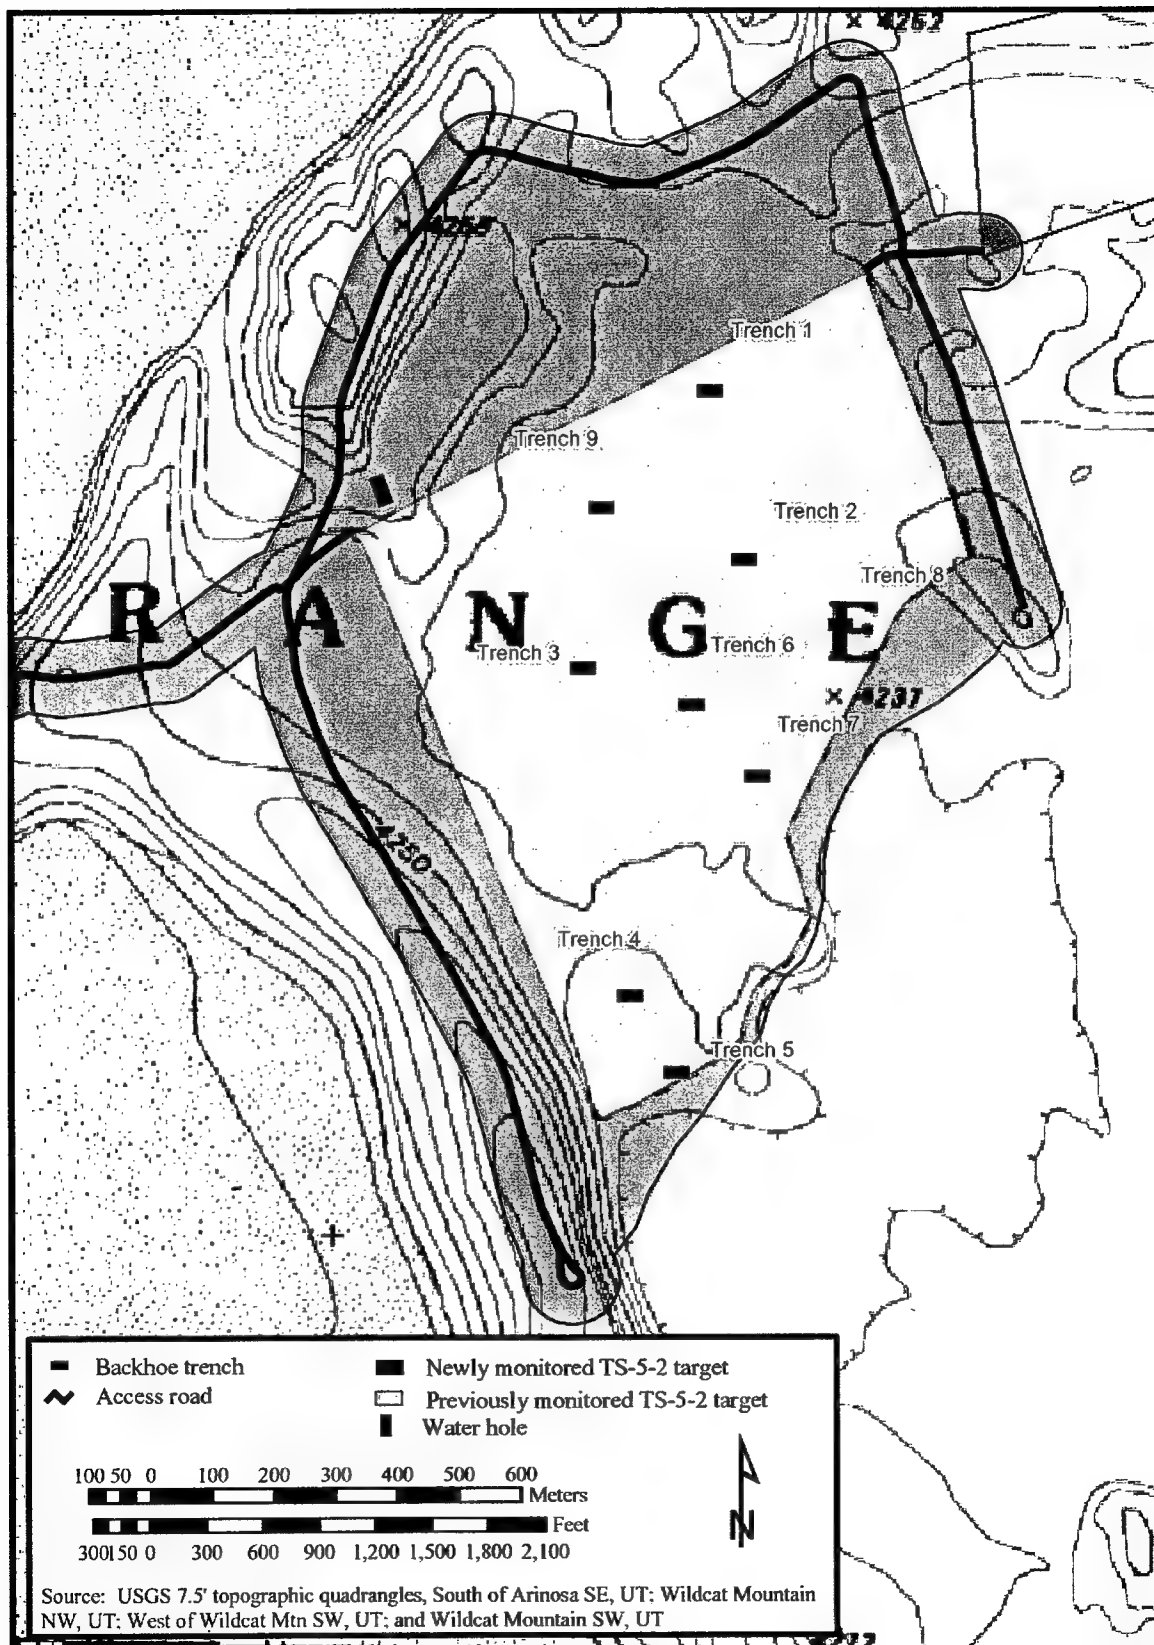 × 4262
× 4265
Trench 1
Trench 9
Trench 2
Trench 8
R A N G E
Trench 3
Trench 6
× 4237
Trench 7
4250
Trench 4
Trench 5
Backhoe trench
Access road
Newly monitored TS-5-2 target
Previously monitored TS-5-2 target
Water hole
100 50 0 100 200 300 400 500 600
Meters
Feet
300 150 0 300 600 900 1,200 1,500 1,800 2,100
N
Source: USGS 7.5' topographic quadrangles, South of Arinosa SE, UT; Wildcat Mountain
NW, UT; West of Wildcat Mtn SW, UT; and Wildcat Mountain SW, UT